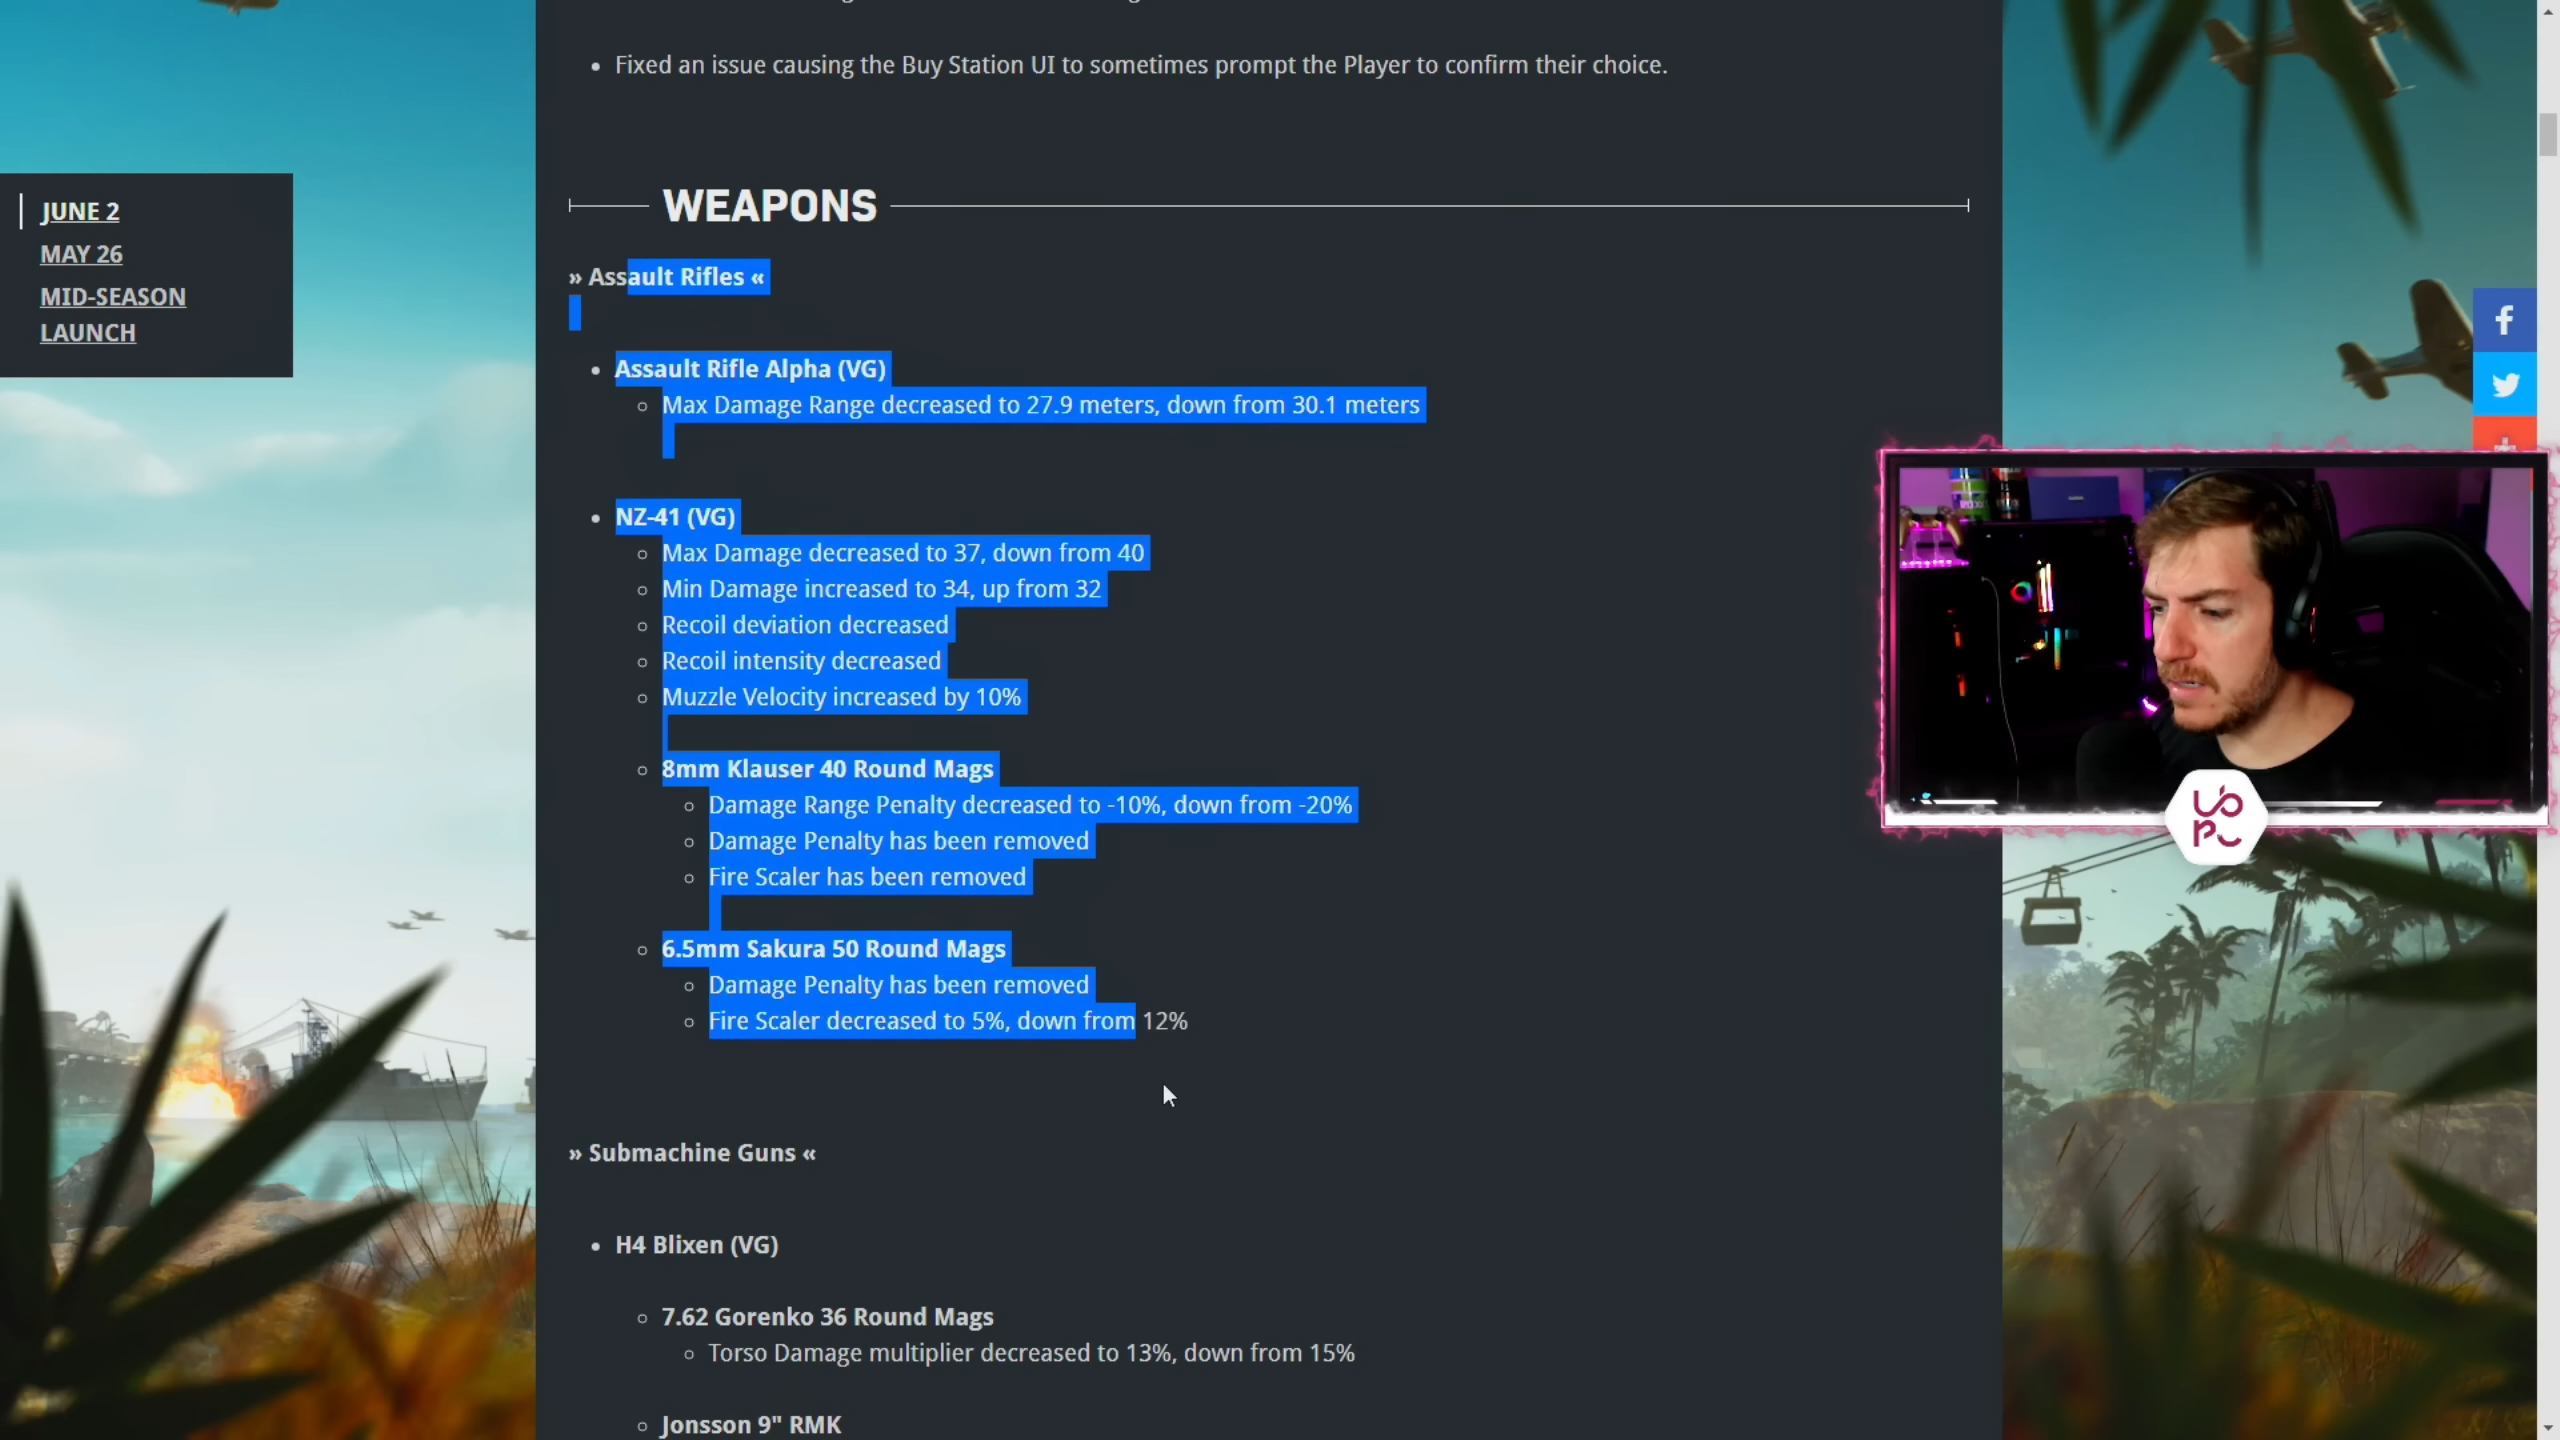 Fixed an issue causing the Buy Station UI to sometimes prompt the Player to confirm their choice.
JUNE 2
MAY 26
MID-SEASON
LAUNCH
WEAPONS
» Assault Rifles «
Assault Rifle Alpha (VG)
Max Damage Range decreased to 27.9 meters, down from 30.1 meters
NZ-41 (VG)
Max Damage decreased to 37, down from 40
Min Damage increased to 34, up from 32
Recoil deviation decreased
Recoil intensity decreased
Muzzle Velocity increased by 10%
8mm Klauser 40 Round Mags
Damage Range Penalty decreased to -10%, down from -20%
Damage Penalty has been removed
Fire Scaler has been removed
6.5mm Sakura 50 Round Mags
Damage Penalty has been removed
Fire Scaler decreased to 5%, down from 12%
» Submachine Guns «
H4 Blixen (VG)
7.62 Gorenko 36 Round Mags
Torso Damage multiplier decreased to 13%, down from 15%
Jonsson 9" RMK